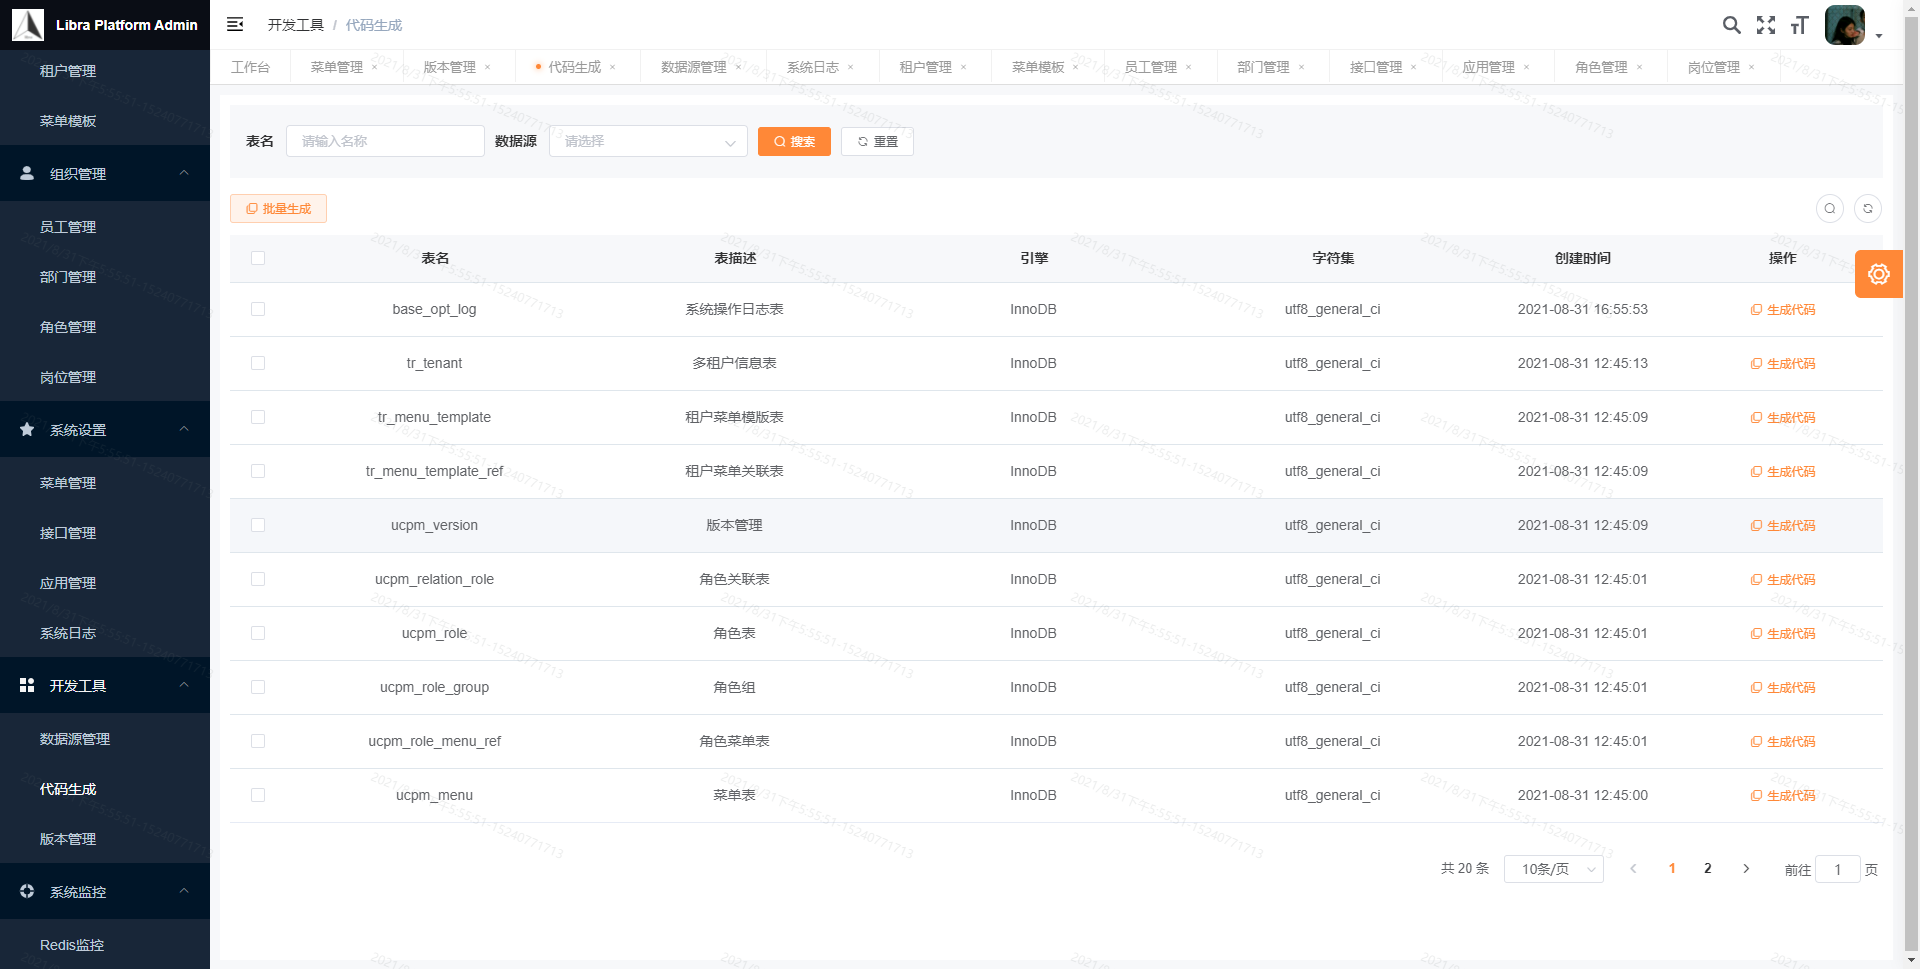 Libra Platform Admin
租户管理
菜单模板
组织管理
员工管理
部门管理
角色管理
岗位管理
系统设置
菜单管理
接口管理
应用管理
系统日志
开发工具
数据源管理
代码生成
版本管理
系统监控
Redis监控
开发工具 / 代码生成
工作台 菜单管理 × 版本管理 × 代码生成 × 数据源管理 × 系统日志 × 租户管理 × 菜单模板 × 员工管理 × 部门管理 × 接口管理 × 应用管理 × 角色管理 × 岗位管理 ×
表名 请输入名称 数据源 请选择 搜索 重置
批量生成
表名 表描述 引擎 字符集 创建时间 操作
base_opt_log 系统操作日志表 InnoDB utf8_general_ci 2021-08-31 16:55:53 生成代码
tr_tenant 多租户信息表 InnoDB utf8_general_ci 2021-08-31 12:45:13 生成代码
tr_menu_template 租户菜单模版表 InnoDB utf8_general_ci 2021-08-31 12:45:09 生成代码
tr_menu_template_ref 租户菜单关联表 InnoDB utf8_general_ci 2021-08-31 12:45:09 生成代码
ucpm_version 版本管理 InnoDB utf8_general_ci 2021-08-31 12:45:09 生成代码
ucpm_relation_role 角色关联表 InnoDB utf8_general_ci 2021-08-31 12:45:01 生成代码
ucpm_role 角色表 InnoDB utf8_general_ci 2021-08-31 12:45:01 生成代码
ucpm_role_group 角色组 InnoDB utf8_general_ci 2021-08-31 12:45:01 生成代码
ucpm_role_menu_ref 角色菜单表 InnoDB utf8_general_ci 2021-08-31 12:45:01 生成代码
ucpm_menu 菜单表 InnoDB utf8_general_ci 2021-08-31 12:45:00 生成代码
共 20 条 10条/页 1 2 前往 1 页
2021/8/31下午5:55:51-15240771713